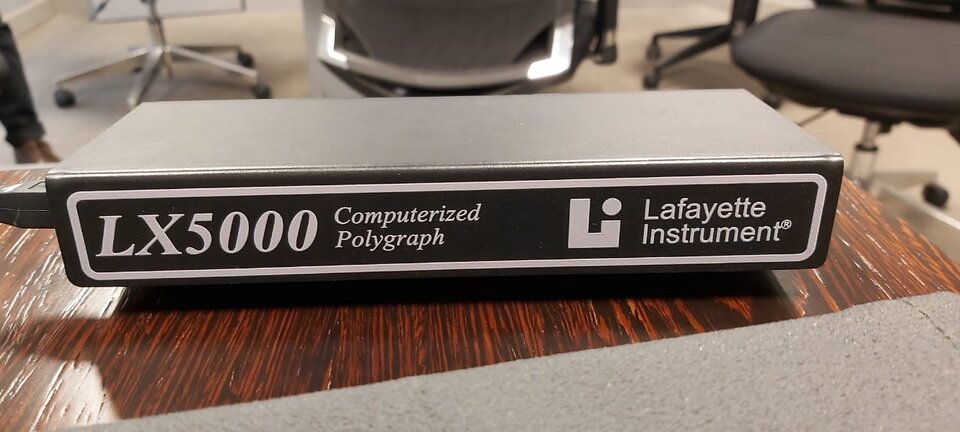 LX5000
Computerized
Polygraph
Lafayette
Instrument®